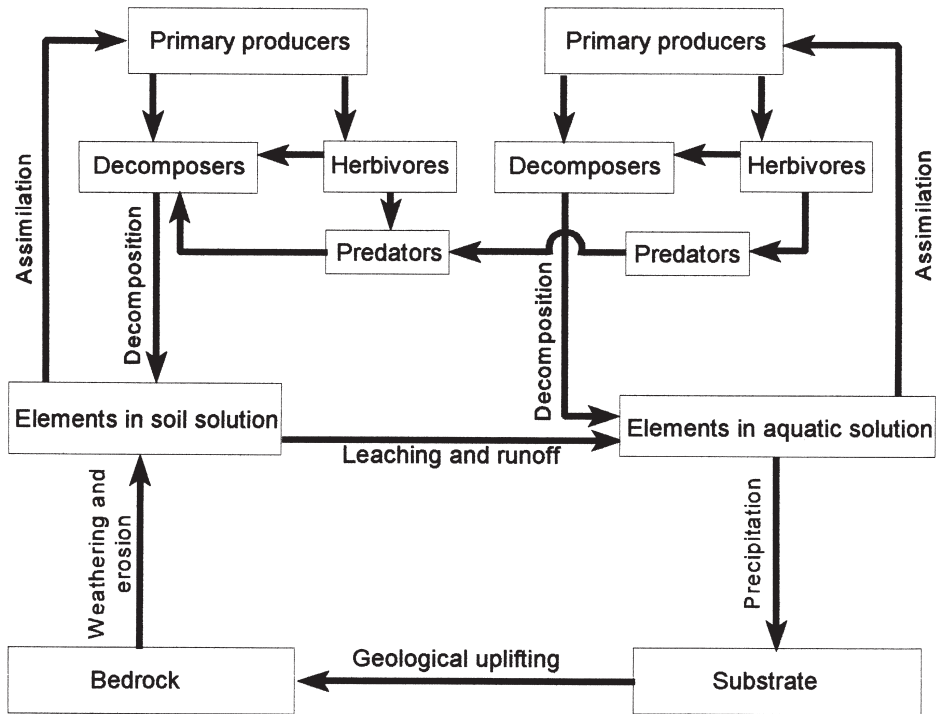 Primary producers
Primary producers
Decomposers
Herbivores
Decomposers
Herbivores
Predators
Predators
Assimilation
Decomposition
Decomposition
Assimilation
Elements in soil solution
Elements in aquatic solution
Leaching and runoff
Weathering and
erosion
Precipitation
Geological uplifting
Bedrock
Substrate